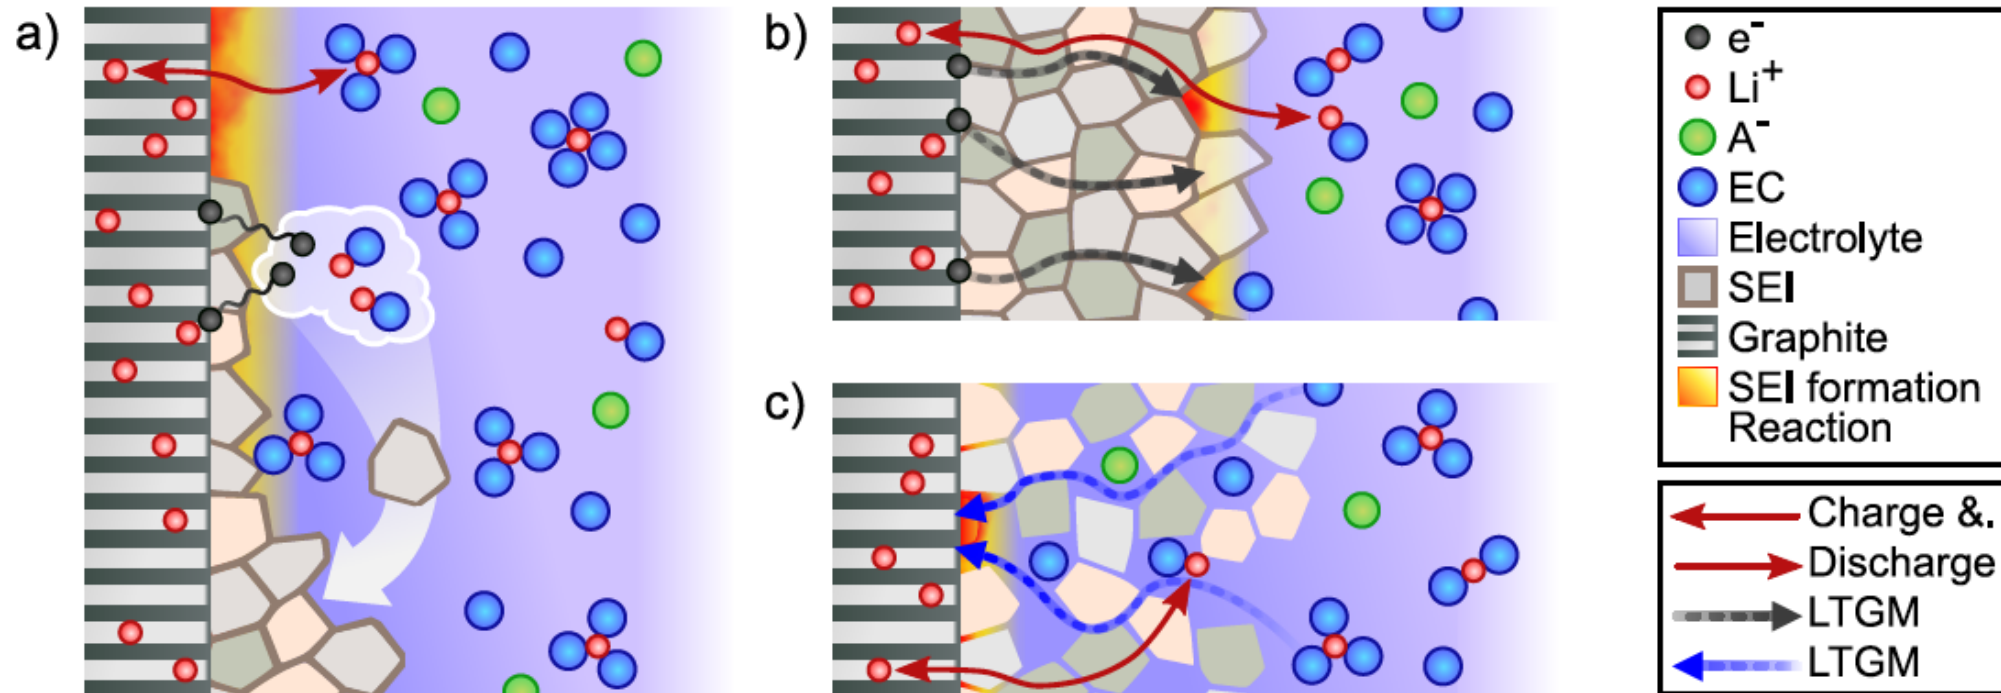 a)
b)
c)
e-
Li+
A-
EC
Electrolyte
SEI
Graphite
SEI formation
Reaction
Charge &.
Discharge
LTGM
LTGM